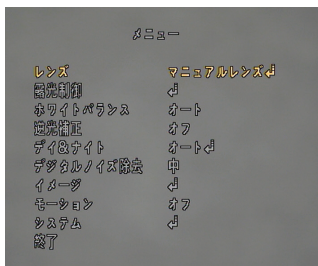 メニュー
レンズ マニュアルレンズ↲
露光制御 ↲
ホワイトバランス オート
逆光補正 オフ
デイ&ナイト オート↲
デジタルノイズ除去 中
イメージ ↲
モーション オフ
システム ↲
終了